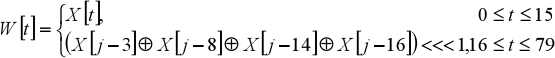 W[t] = { X[t], 0 ≤ t ≤ 15
(X[j−3]⊕ X[j−8]⊕ X[j−14]⊕ X[j−16]) <<< 1,16 ≤ t ≤ 79